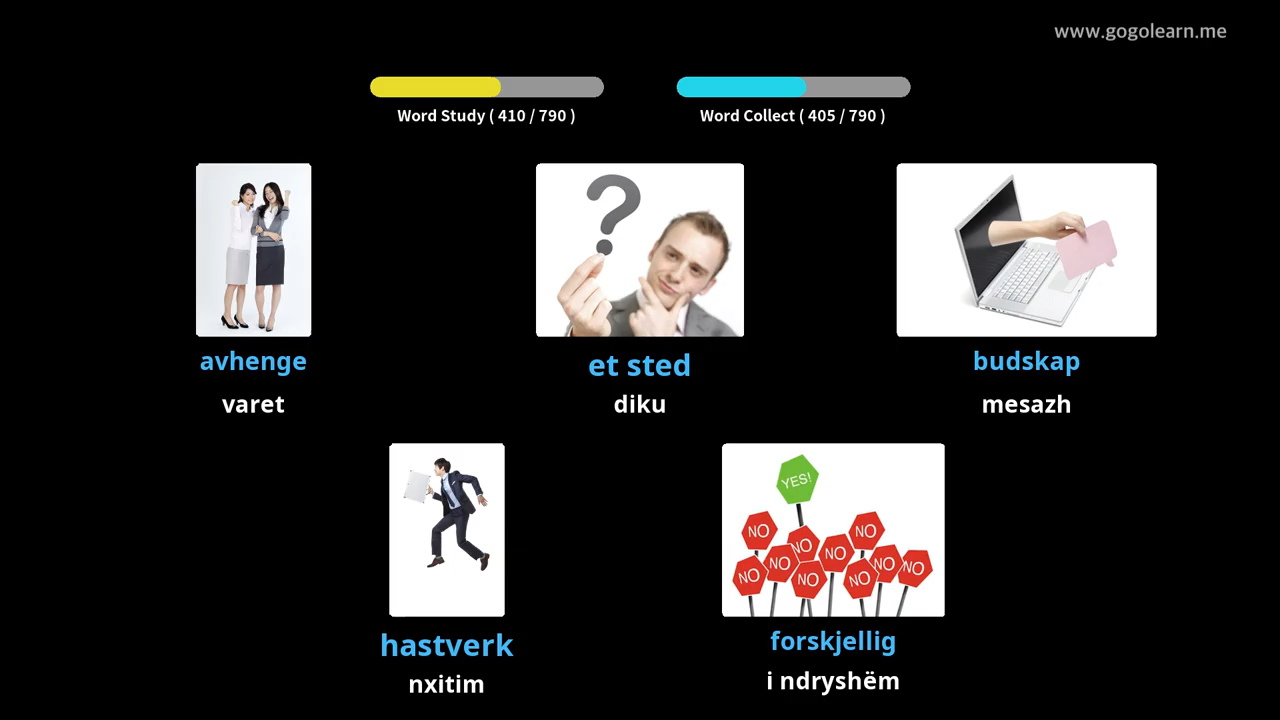 www.gogolearn.me
Word Study ( 410 / 790 )
Word Collect ( 405 / 790 )
?
avhenge
et sted
budskap
varet
diku
mesazh
YES!
NO
NO
NO
NO
NO
NO
NO
NO
NO
NO
hastverk
forskjellig
nxitim
i ndryshëm